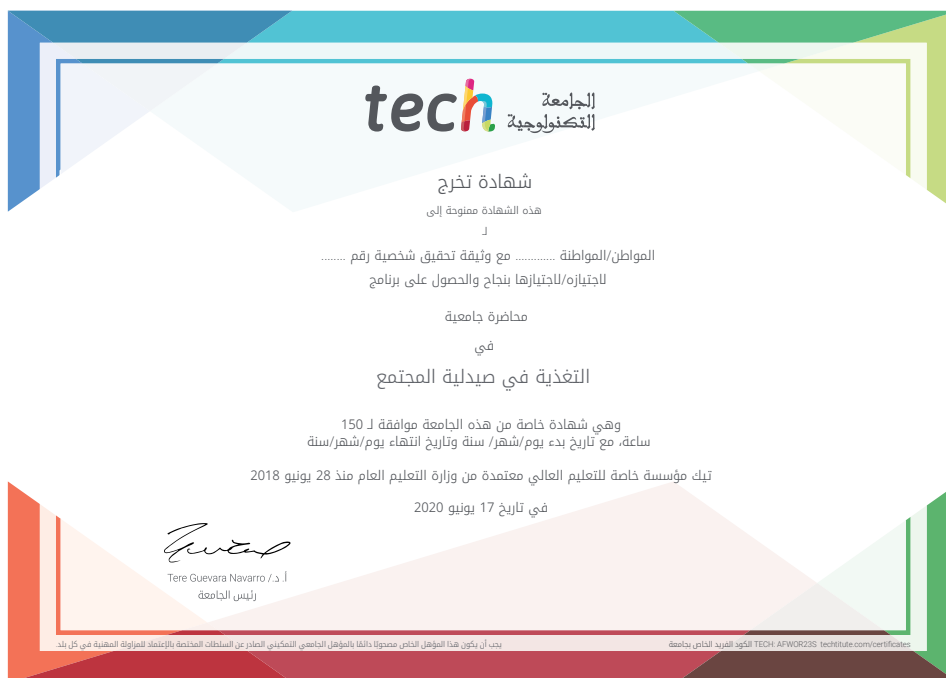 tech الجامعة
التكنولوجية
شهادة تخرج
هذه الشهادة ممنوحة إلى
لـ
المواطن/المواطنة ............ مع وثيقة تحقيق شخصية رقم ........
لاجتيازه/لاجتيازها بنجاح والحصول على برنامج
محاضرة جامعية
في
التغذية في صيدلية المجتمع
وهي شهادة خاصة من هذه الجامعة موافقة لـ 150
ساعة، مع تاريخ بدء يوم/شهر/ سنة وتاريخ انتهاء يوم/شهر/سنة
تيك مؤسسة خاصة للتعليم العالي معتمدة من وزارة التعليم العام منذ 28 يونيو 2018
في تاريخ 17 يونيو 2020
أ. د./ Tere Guevara Navarro
رئيس الجامعة
يجب أن يكون هذا المؤهل الخاص مصحوبًا دائمًا بالمؤهل الجامعي التمكيني الصادر عن السلطات المختصة بالإعتماد للمزاولة المهنية في كل بلد.
الكود الفريد الخاص بجامعة TECH: AFWOR23S techtitute.com/certificates